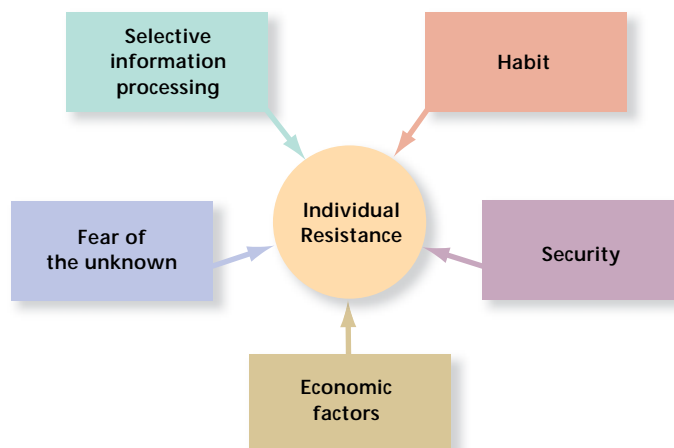 Selective
information
processing
Habit
Individual
Resistance
Fear of
the unknown
Security
Economic
factors